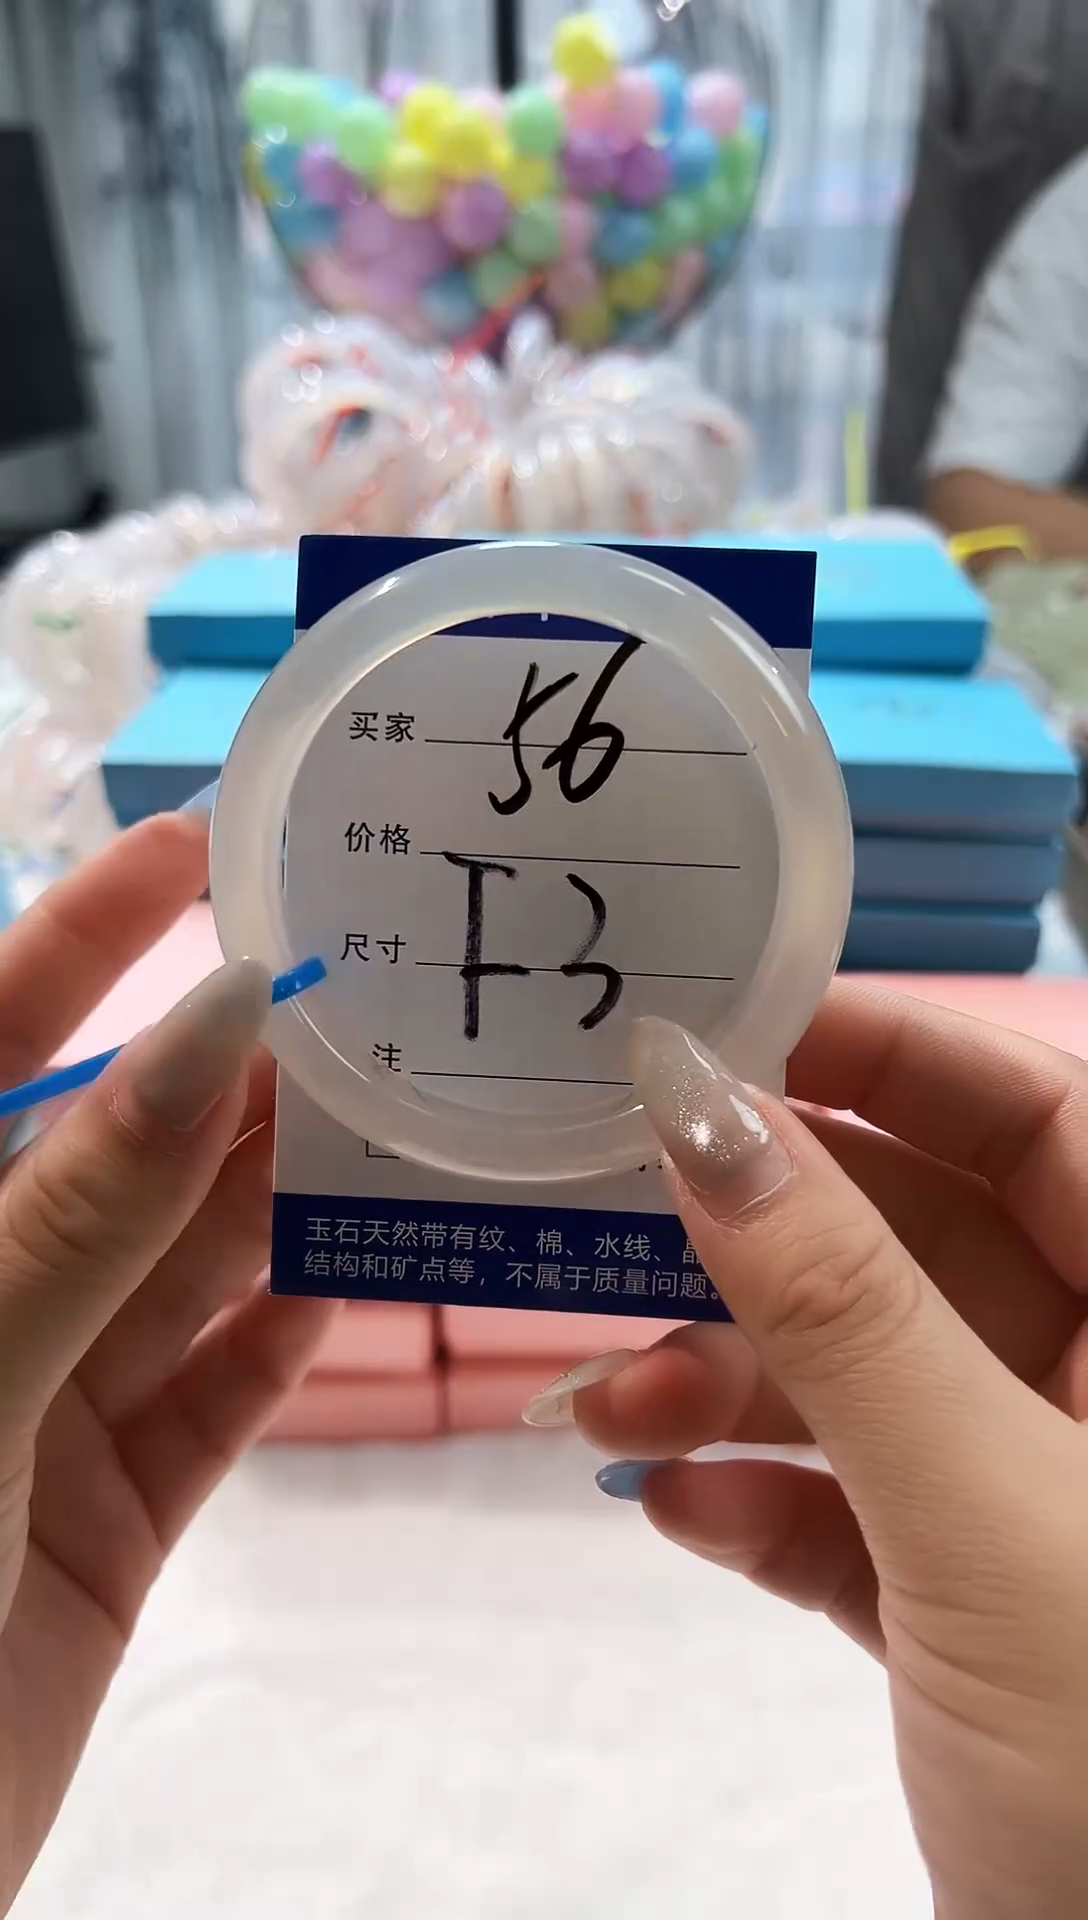 买家 56
价格
F3
尺寸
注
玉石天然带有纹、棉、水线、晶
结构和矿点等，不属于质量问题。